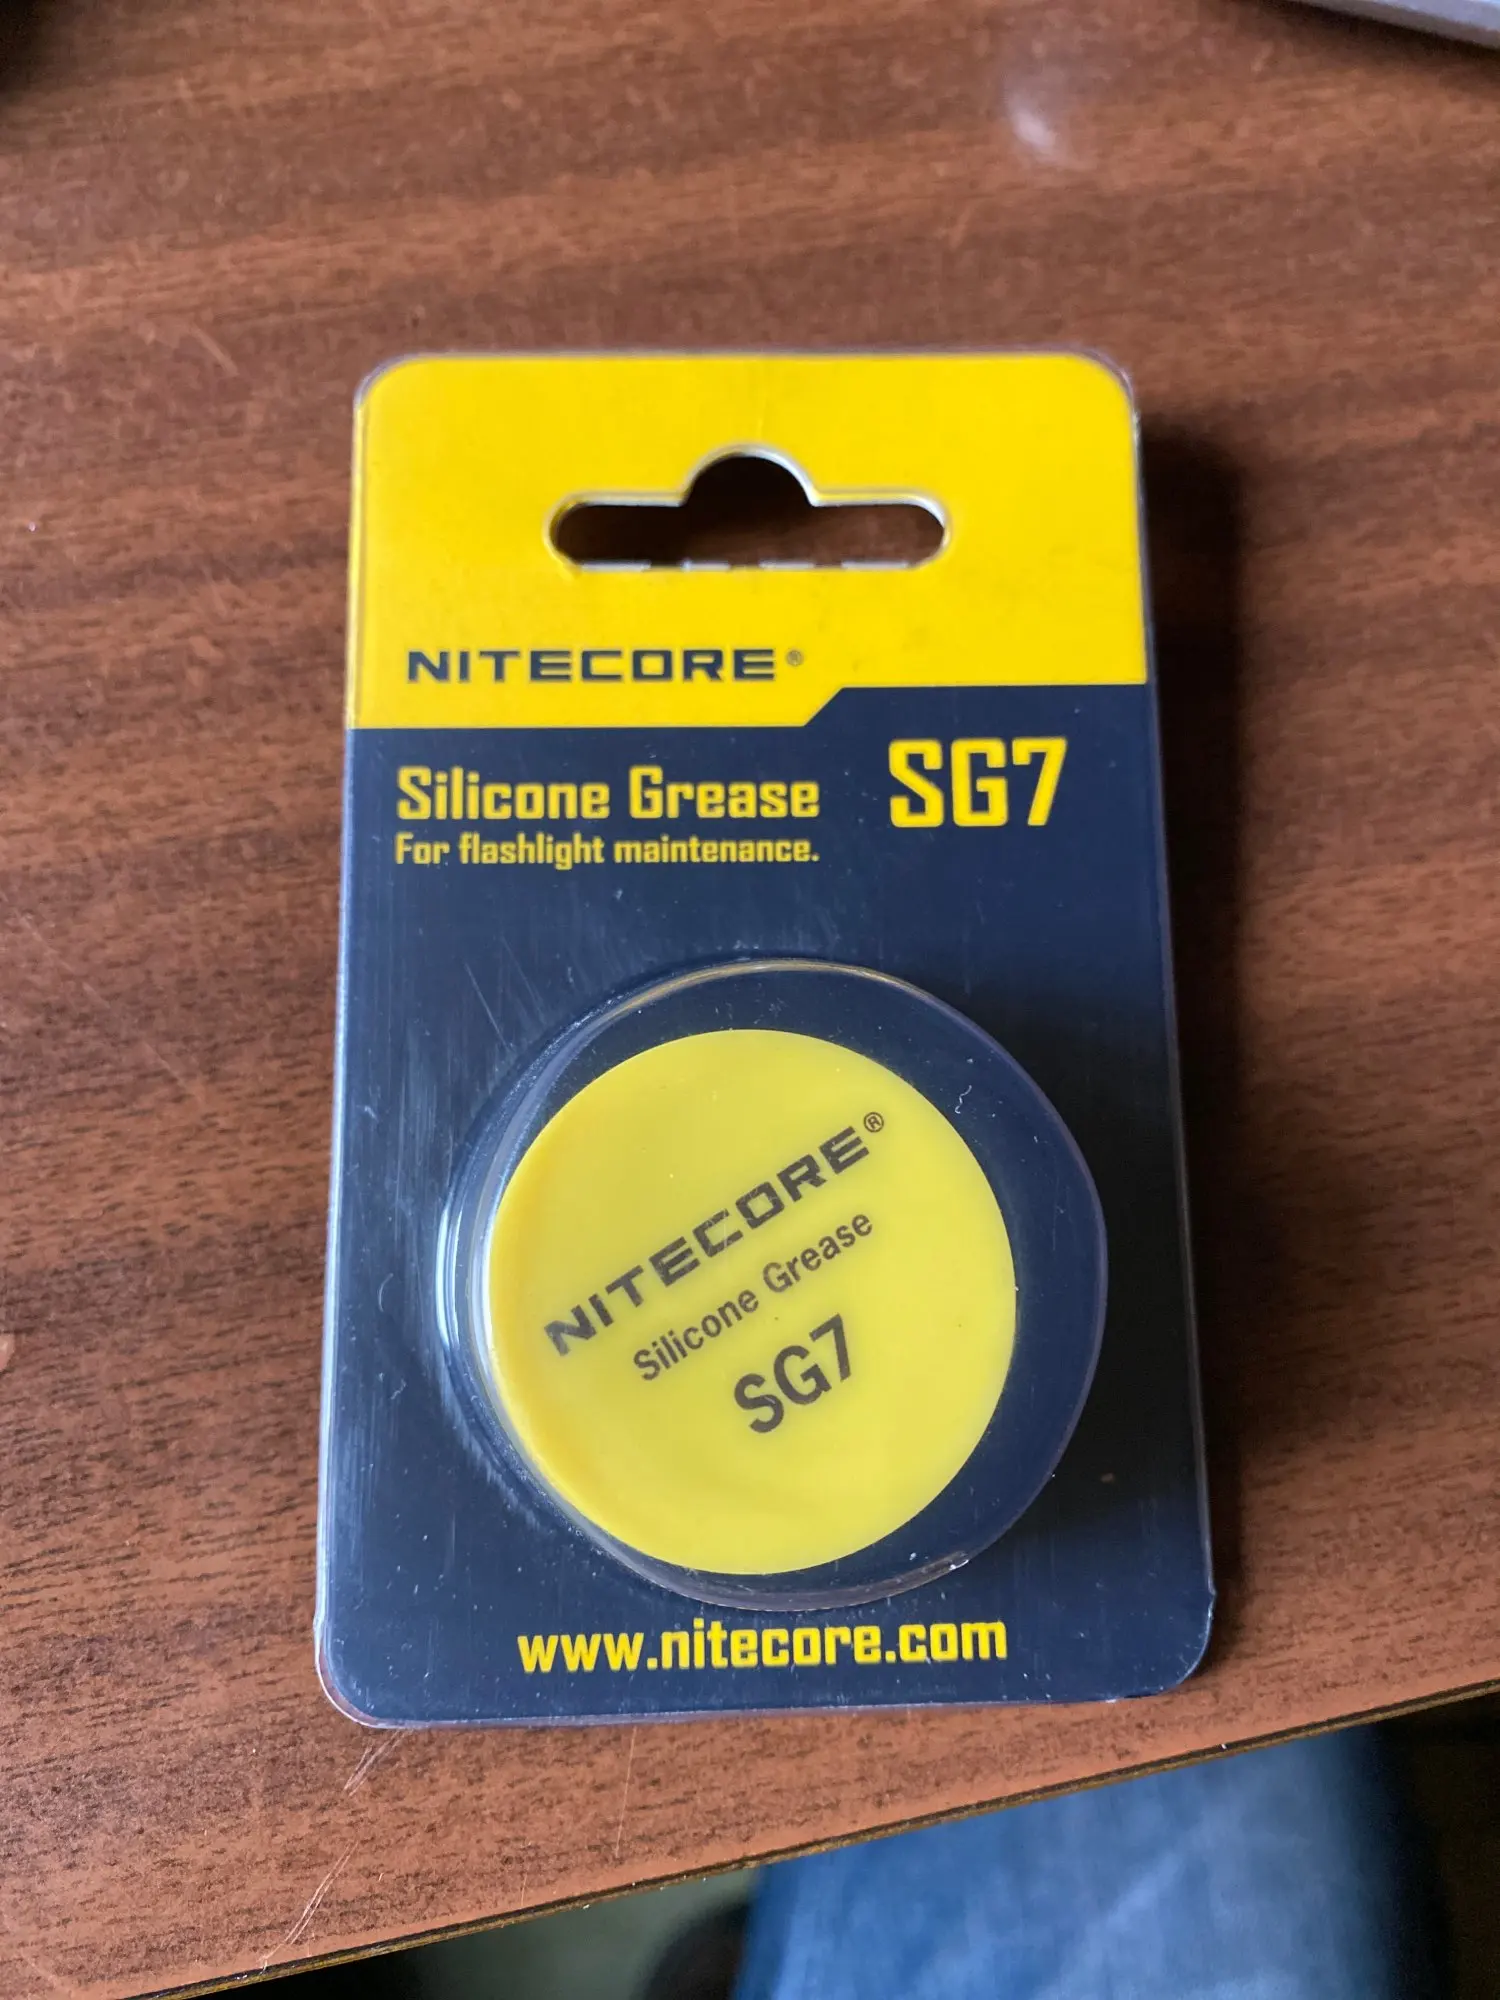 NITECORE®
Silicone Grease SG7
For flashlight maintenance.
NITECORE®
Silicone Grease
SG7
www.nitecore.com